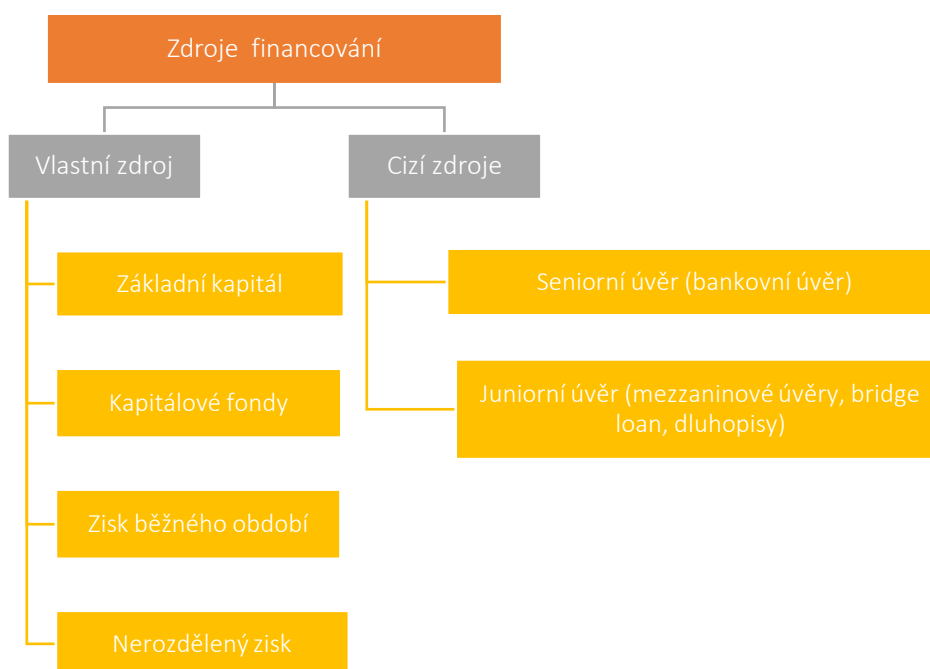 Zdroje financování
Vlastní zdroj
Cizí zdroje
Základní kapitál
Kapitálové fondy
Zisk běžného období
Nerozdělený zisk
Seniorní úvěr (bankovní úvěr)
Juniorní úvěr (mezzaninové úvěry, bridge
loan, dluhopisy)